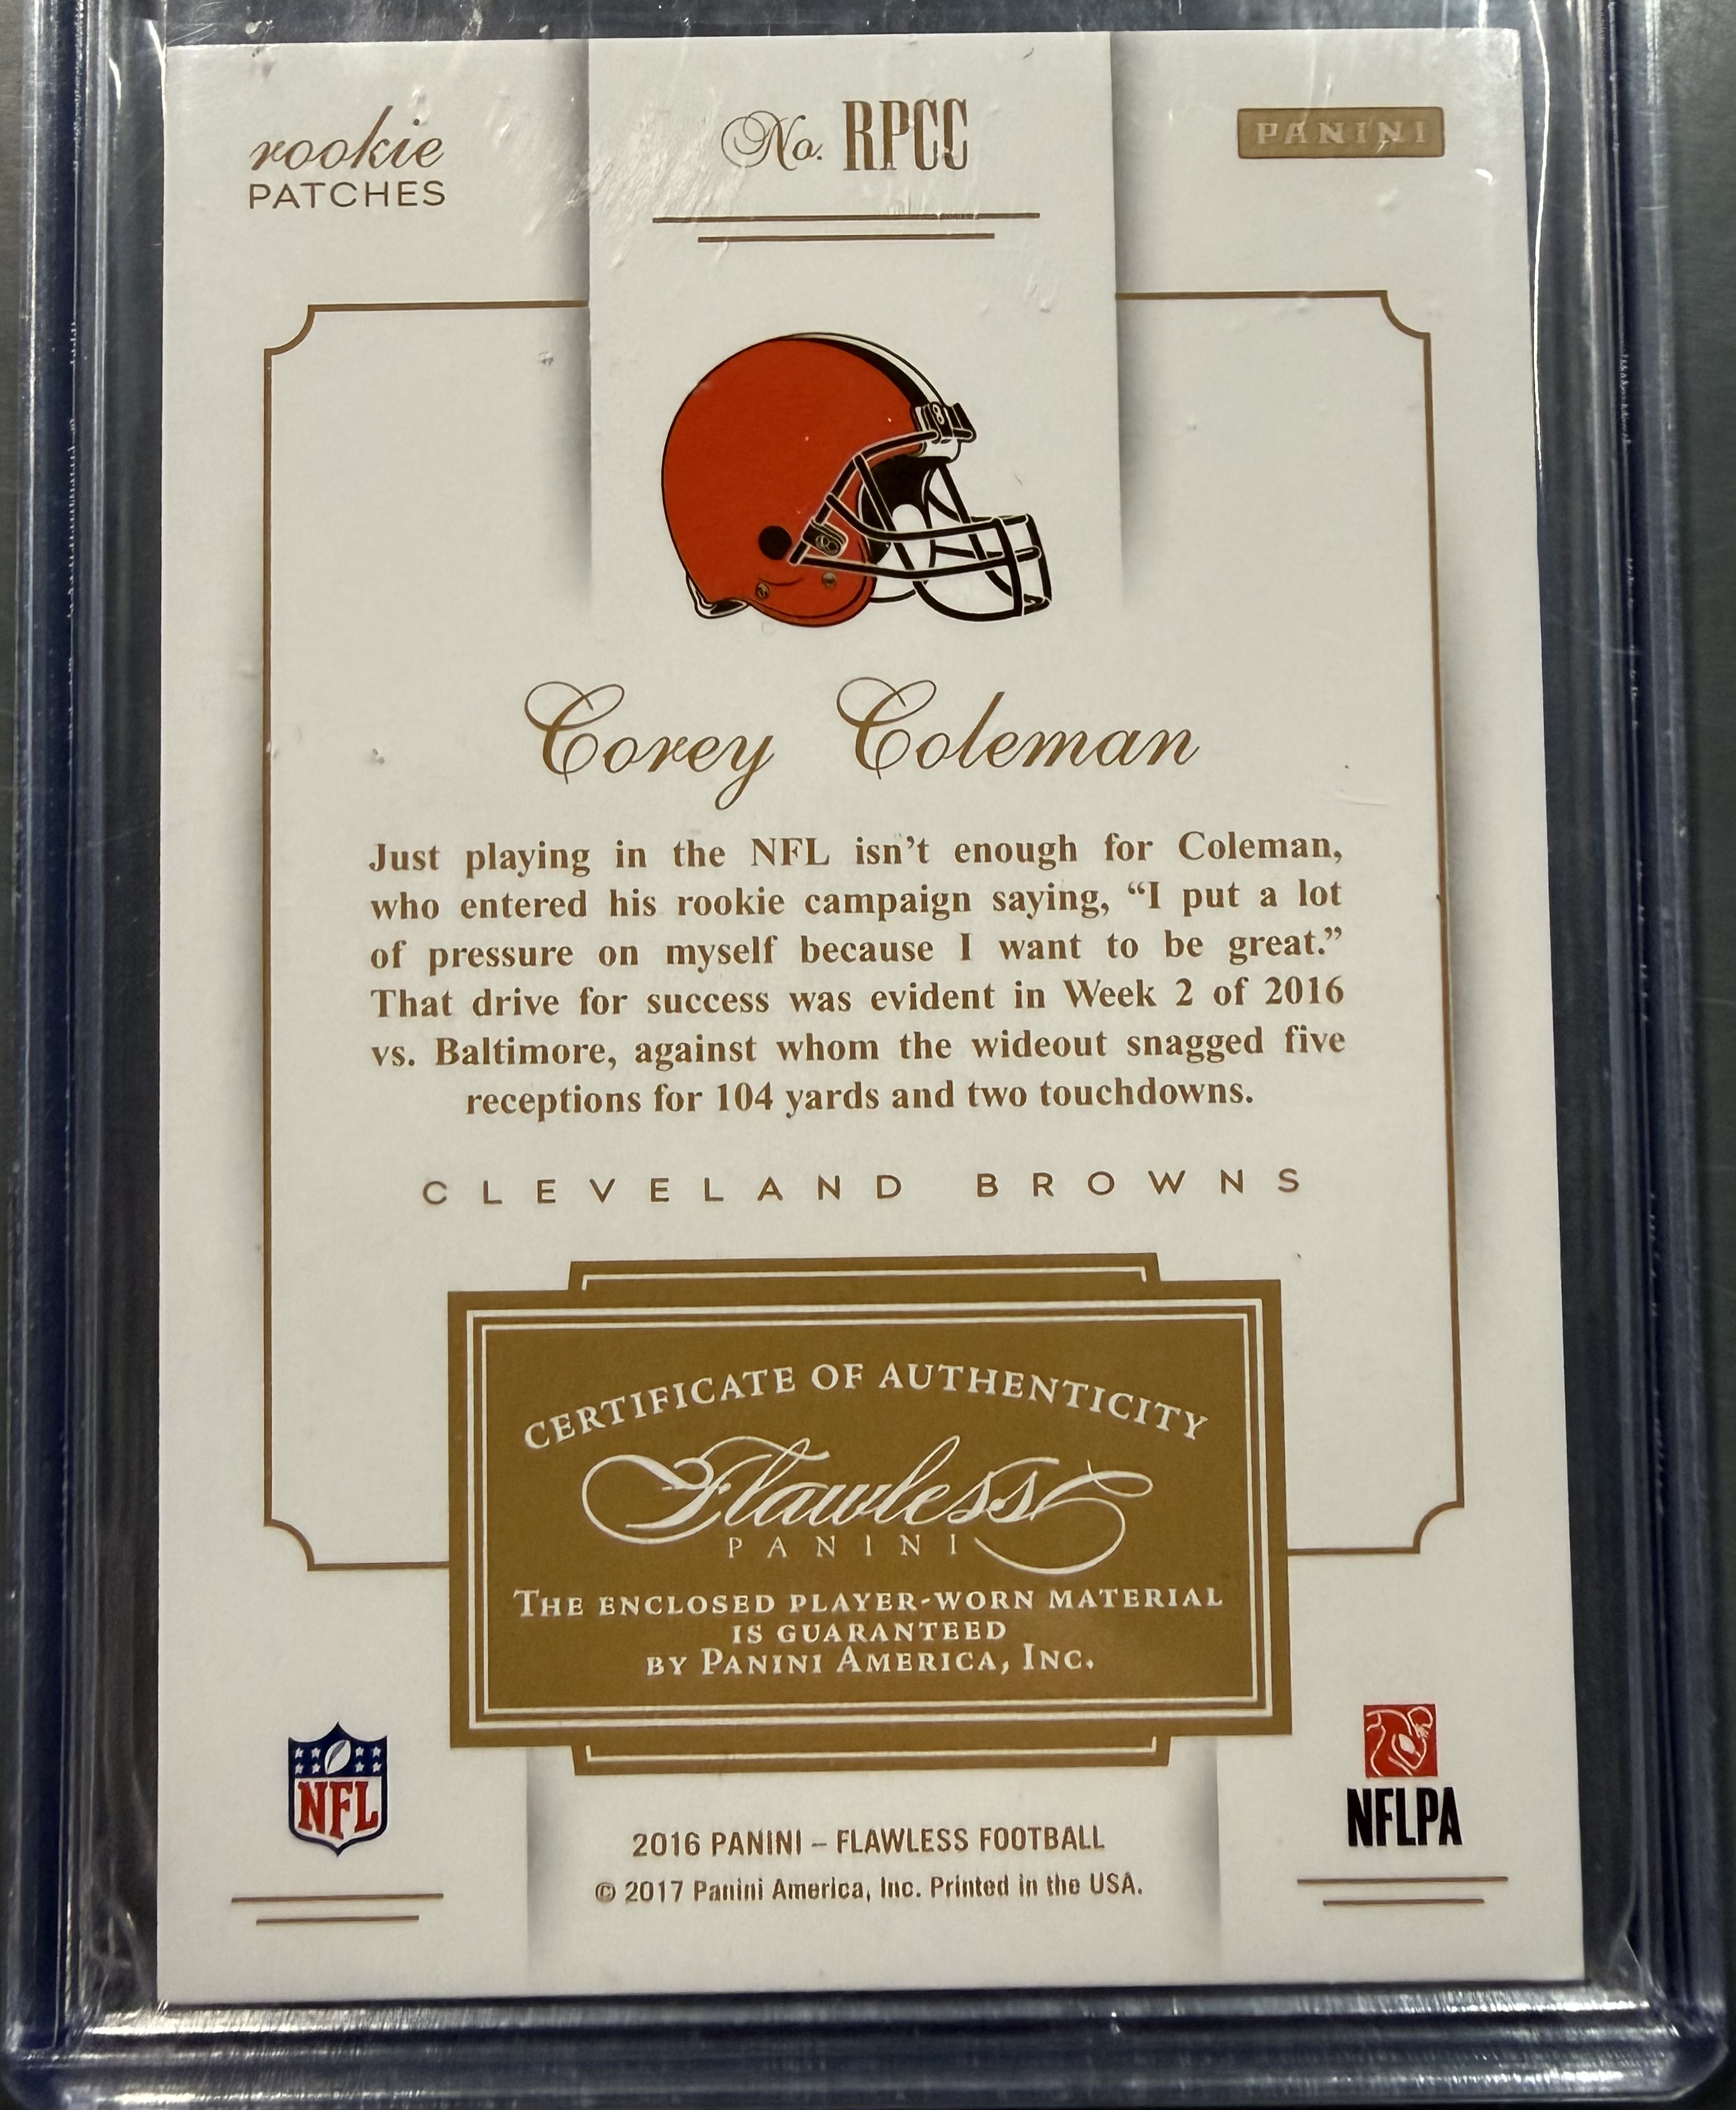 rookie
PATCHES
No. RPCC
PANINI
Corey Coleman
Just playing in the NFL isn't enough for Coleman,
who entered his rookie campaign saying, “I put a lot
of pressure on myself because I want to be great.”
That drive for success was evident in Week 2 of 2016
vs. Baltimore, against whom the wideout snagged five
receptions for 104 yards and two touchdowns.
CLEVELAND BROWNS
CERTIFICATE OF AUTHENTICITY
Flawless
PANINI
THE ENCLOSED PLAYER-WORN MATERIAL
IS GUARANTEED
BY PANINI AMERICA, INC.
NFL
NFLPA
2016 PANINI – FLAWLESS FOOTBALL
© 2017 Panini America, Inc. Printed in the USA.